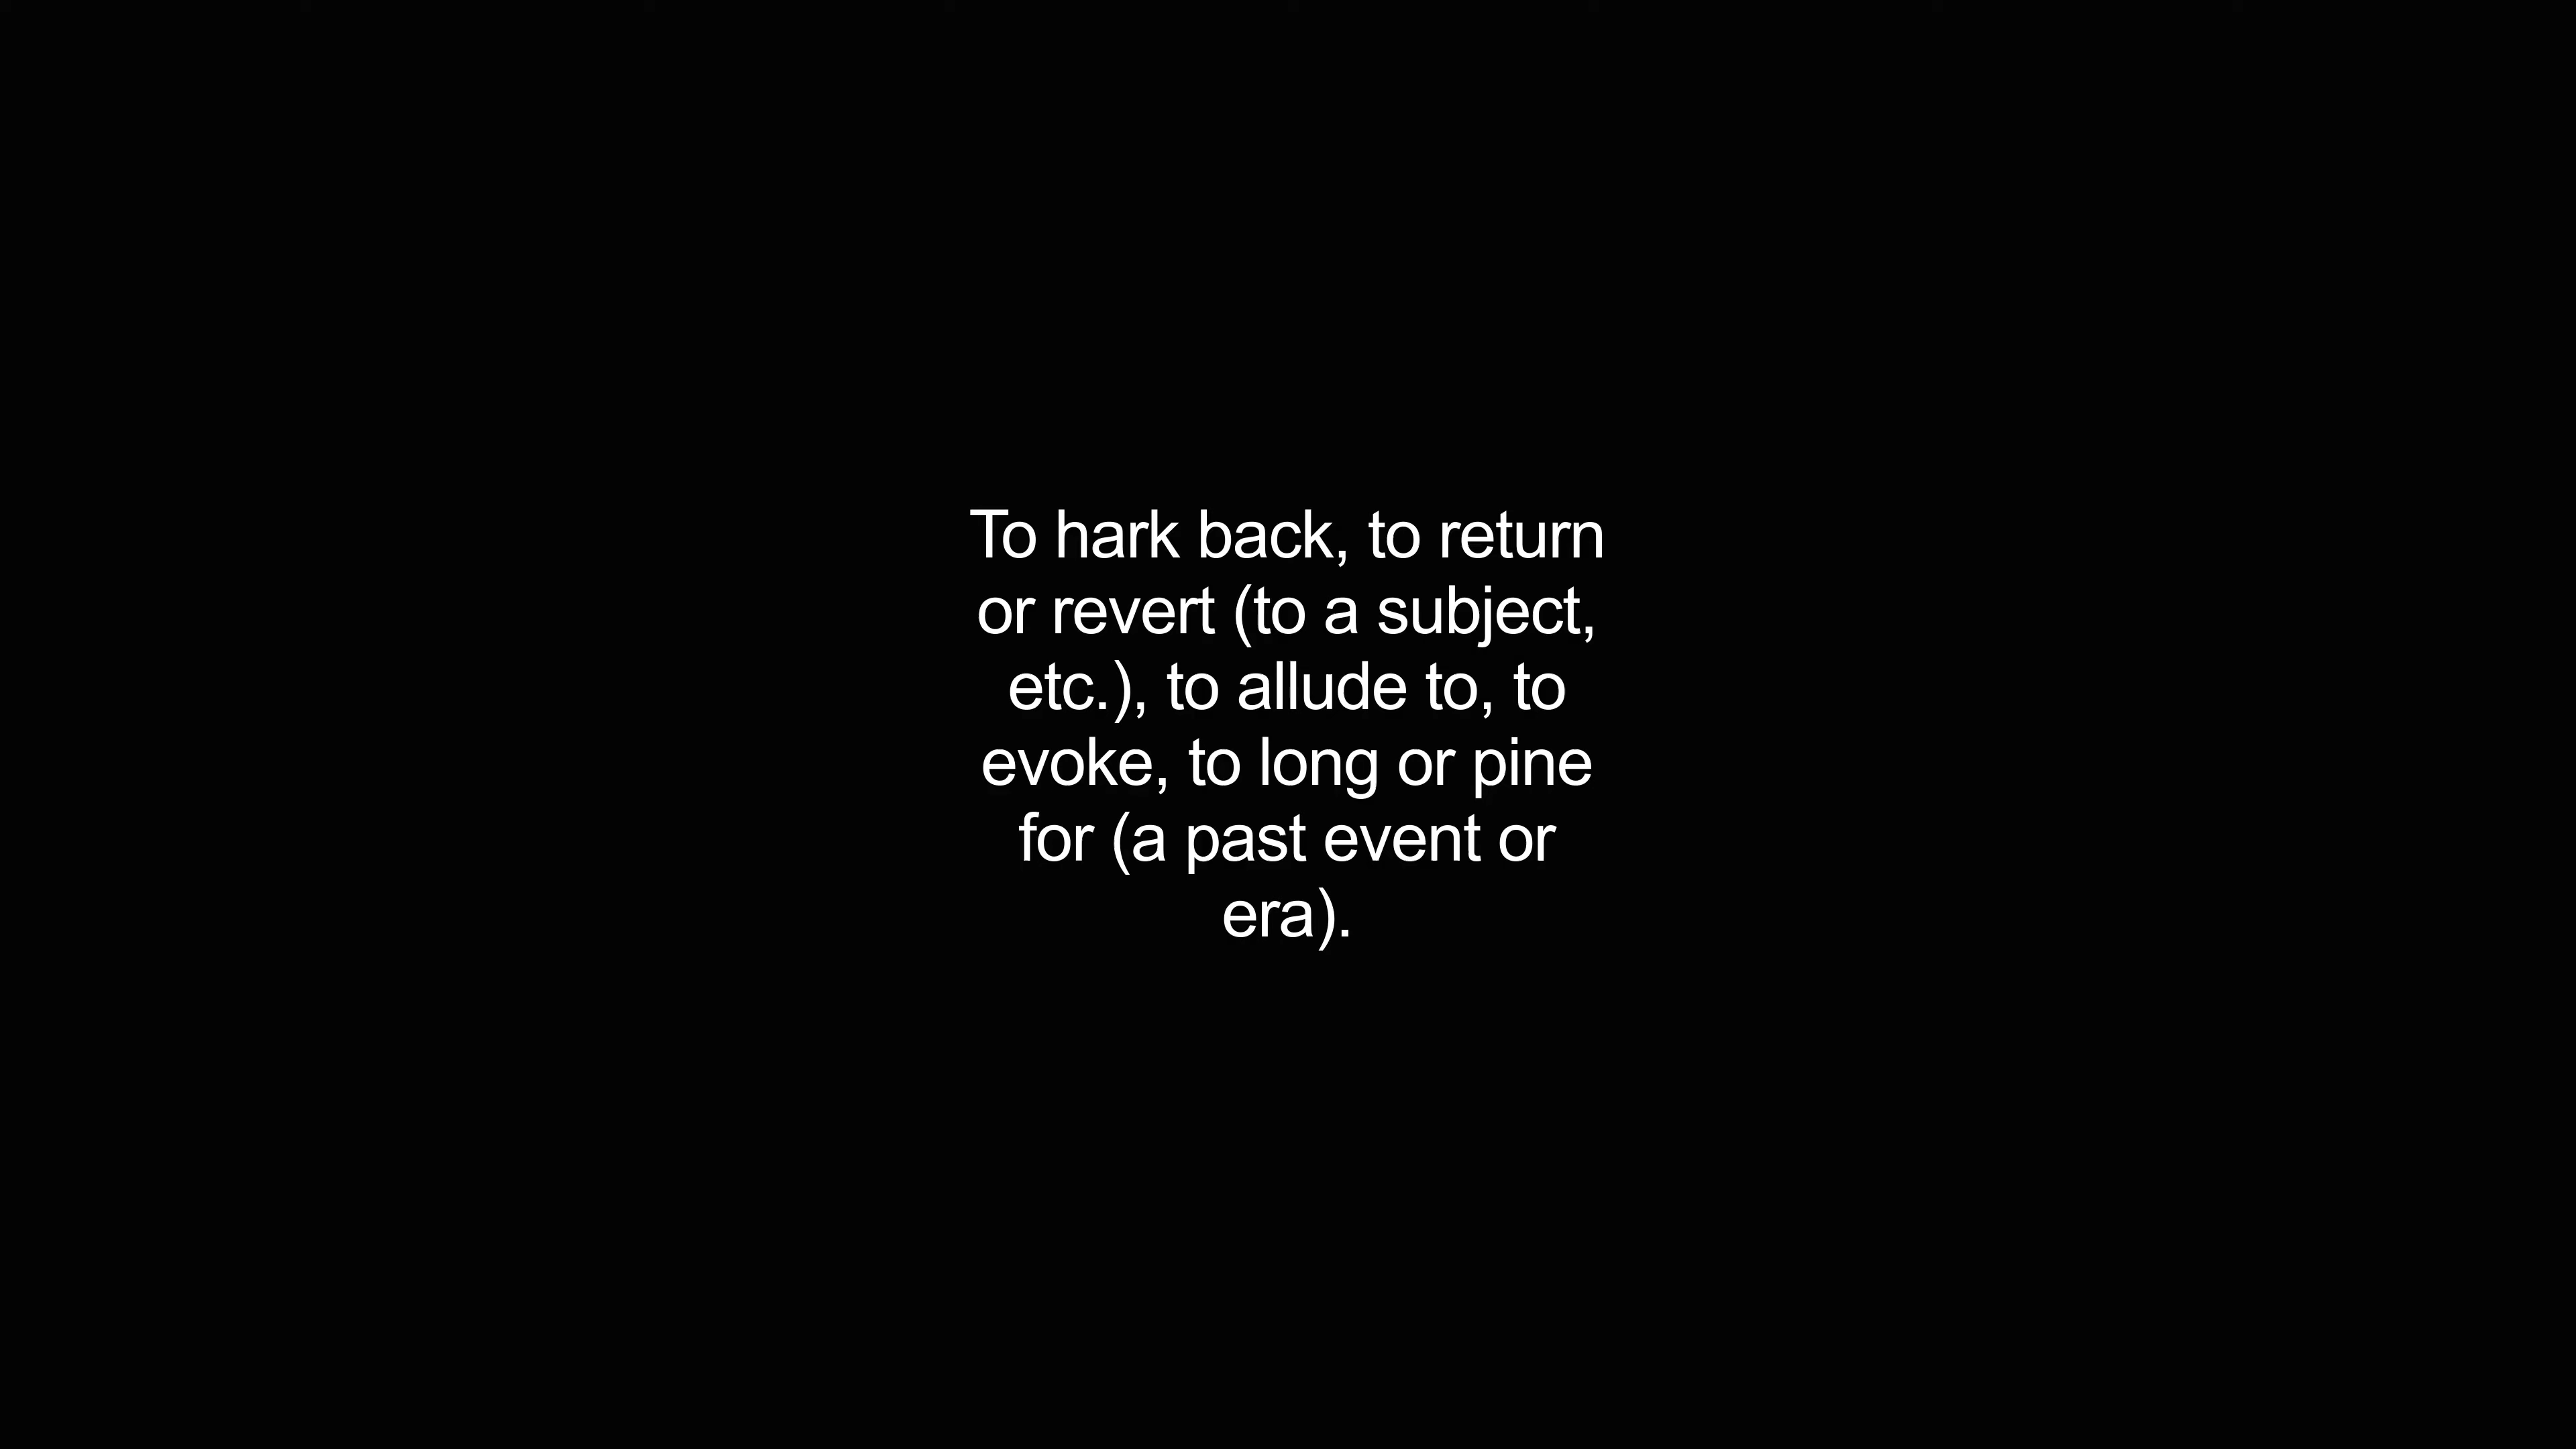 To hark back, to return
or revert (to a subject,
etc.), to allude to, to
evoke, to long or pine
for (a past event or
era).